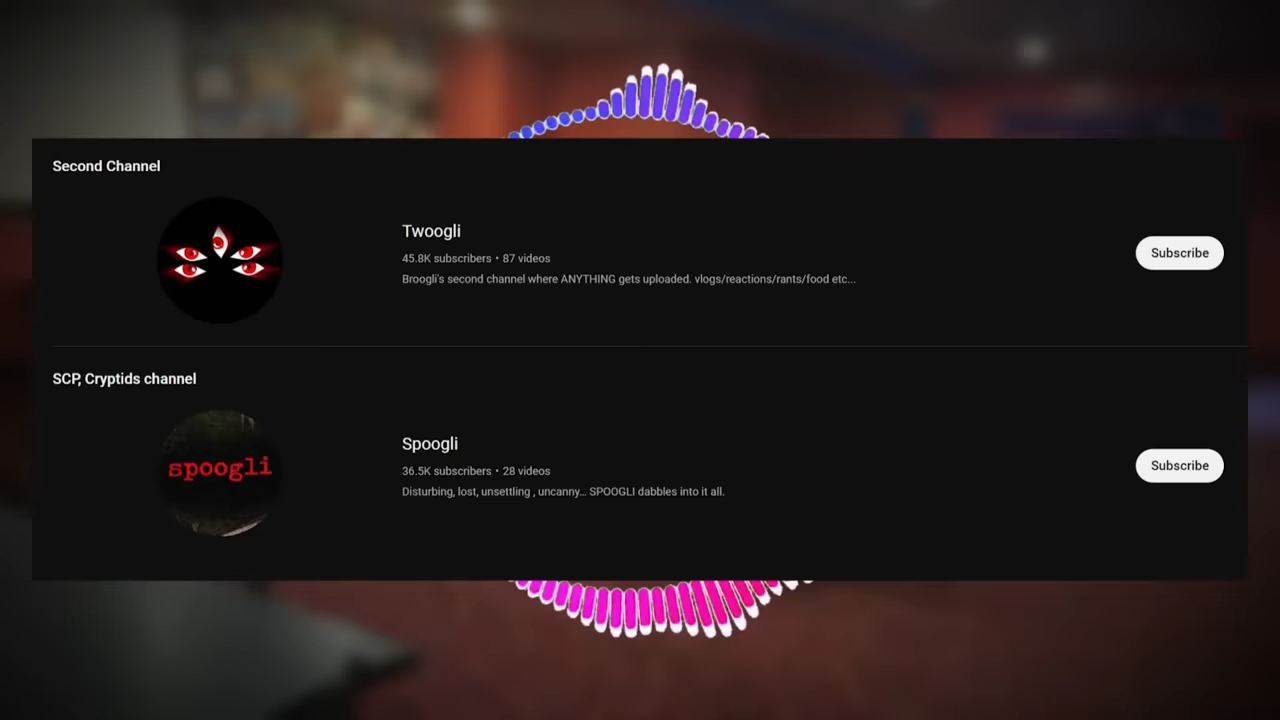 Second Channel
Twoogli
45.8K subscribers • 87 videos
Broogli's second channel where ANYTHING gets uploaded. vlogs/reactions/rants/food etc...
Subscribe
SCP, Cryptids channel
spoogli
Spoogli
36.5K subscribers • 28 videos
Disturbing, lost, unsettling , uncanny... SPOOGLI dabbles into it all.
Subscribe